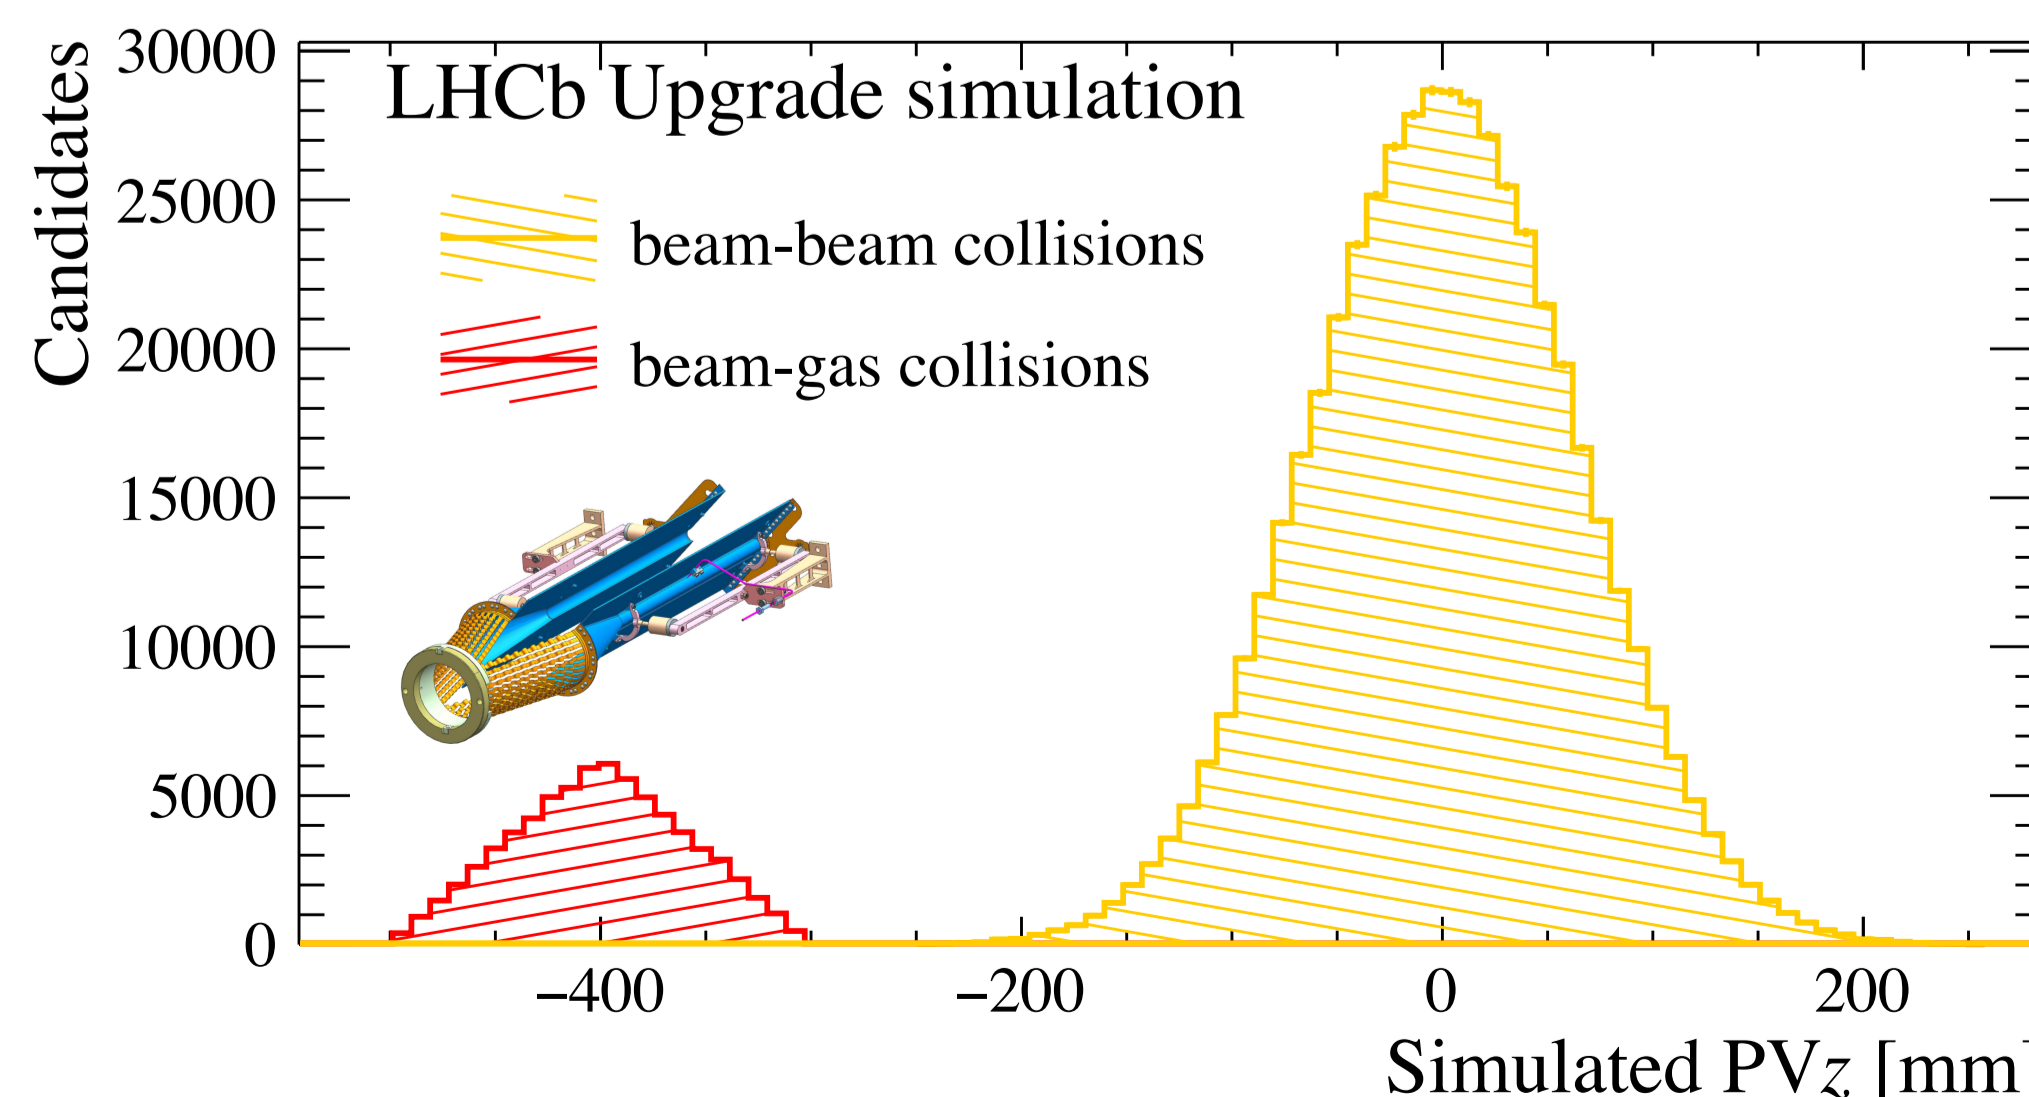 Candidates
30000
25000
20000
15000
10000
5000
0
LHCb Upgrade simulation
beam-beam collisions
beam-gas collisions
−400 −200 0 200
Simulated PVz [mm]